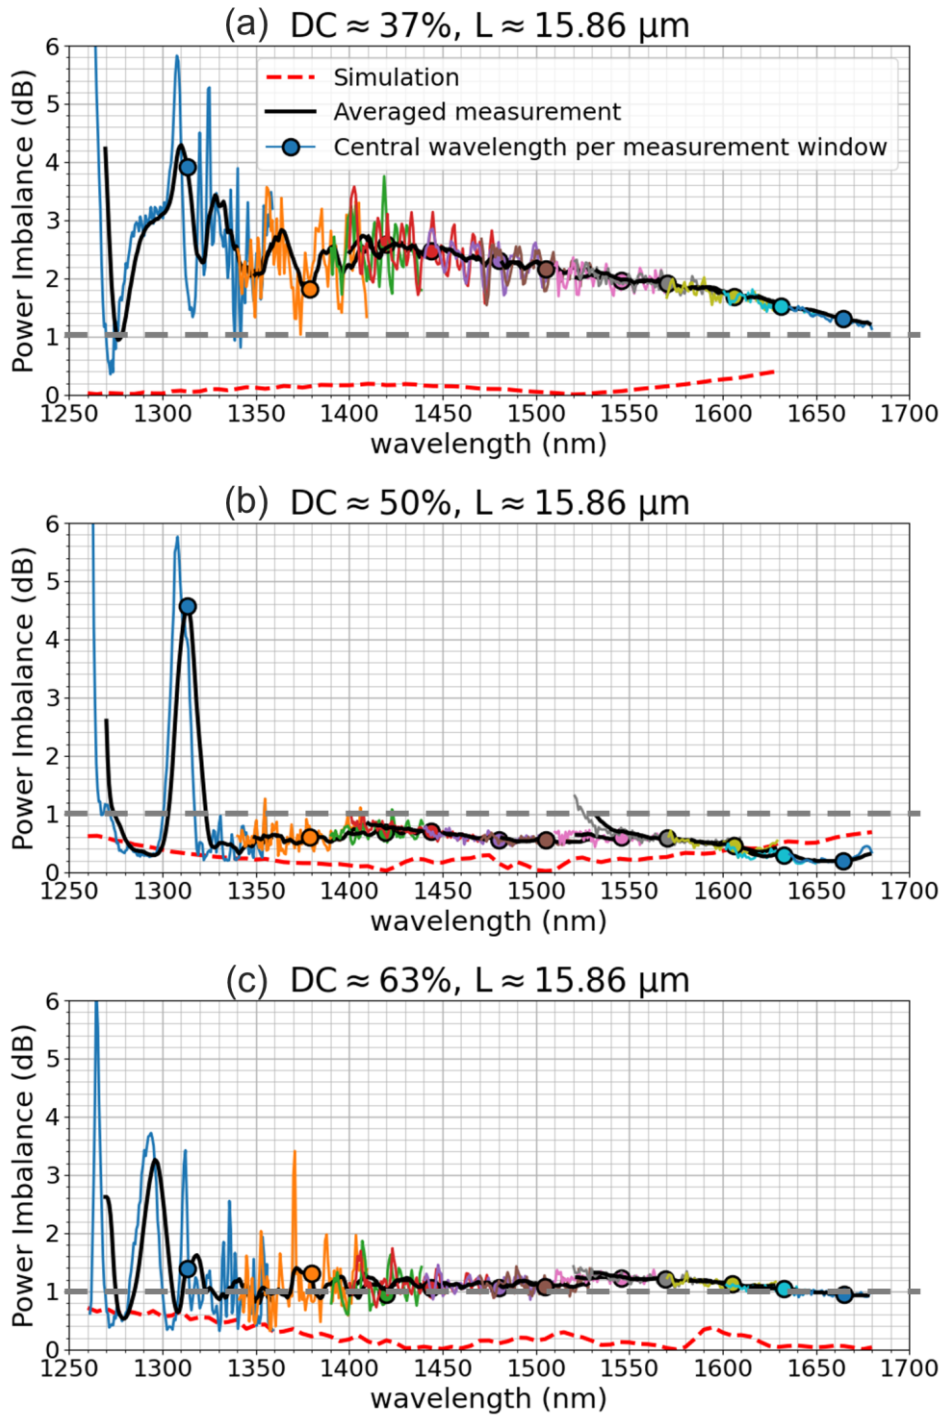 (a) DC ≈ 37%, L ≈ 15.86 μm
Simulation
Averaged measurement
Central wavelength per measurement window
Power Imbalance (dB)
6
5
4
3
2
1
0
1250 1300 1350 1400 1450 1500 1550 1600 1650 1700
wavelength (nm)
(b) DC ≈ 50%, L ≈ 15.86 μm
Power Imbalance (dB)
6
5
4
3
2
1
0
1250 1300 1350 1400 1450 1500 1550 1600 1650 1700
wavelength (nm)
(c) DC ≈ 63%, L ≈ 15.86 μm
Power Imbalance (dB)
6
5
4
3
2
1
0
1250 1300 1350 1400 1450 1500 1550 1600 1650 1700
wavelength (nm)